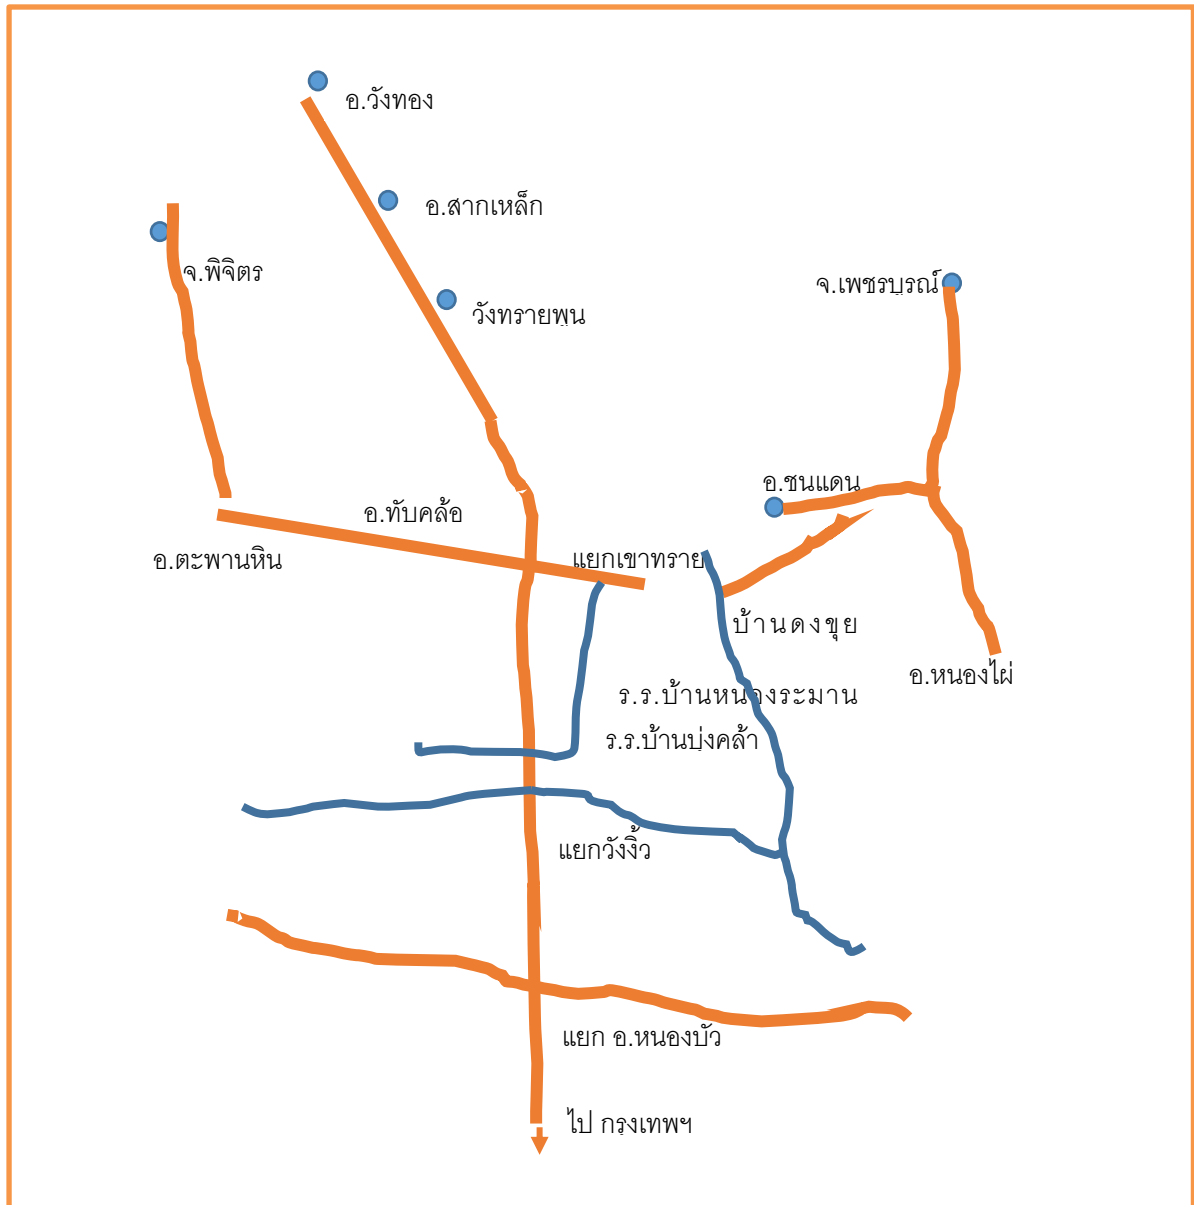 อ.วังทอง
อ.สากเหล็ก
จ.พิจิตร
จ.เพชรบูรณ์
วังทรายพูน
อ.ชนแดน
อ.ทับคล้อ
อ.ตะพานหิน
แยกเขาทราย
บ้านดงขุย
อ.หนองไผ่
ร.ร.บ้านหนองระมาน
ร.ร.บ้านบุ่งคล้า
แยกวังงิ้ว
แยก อ.หนองบัว
ไป กรุงเทพฯ